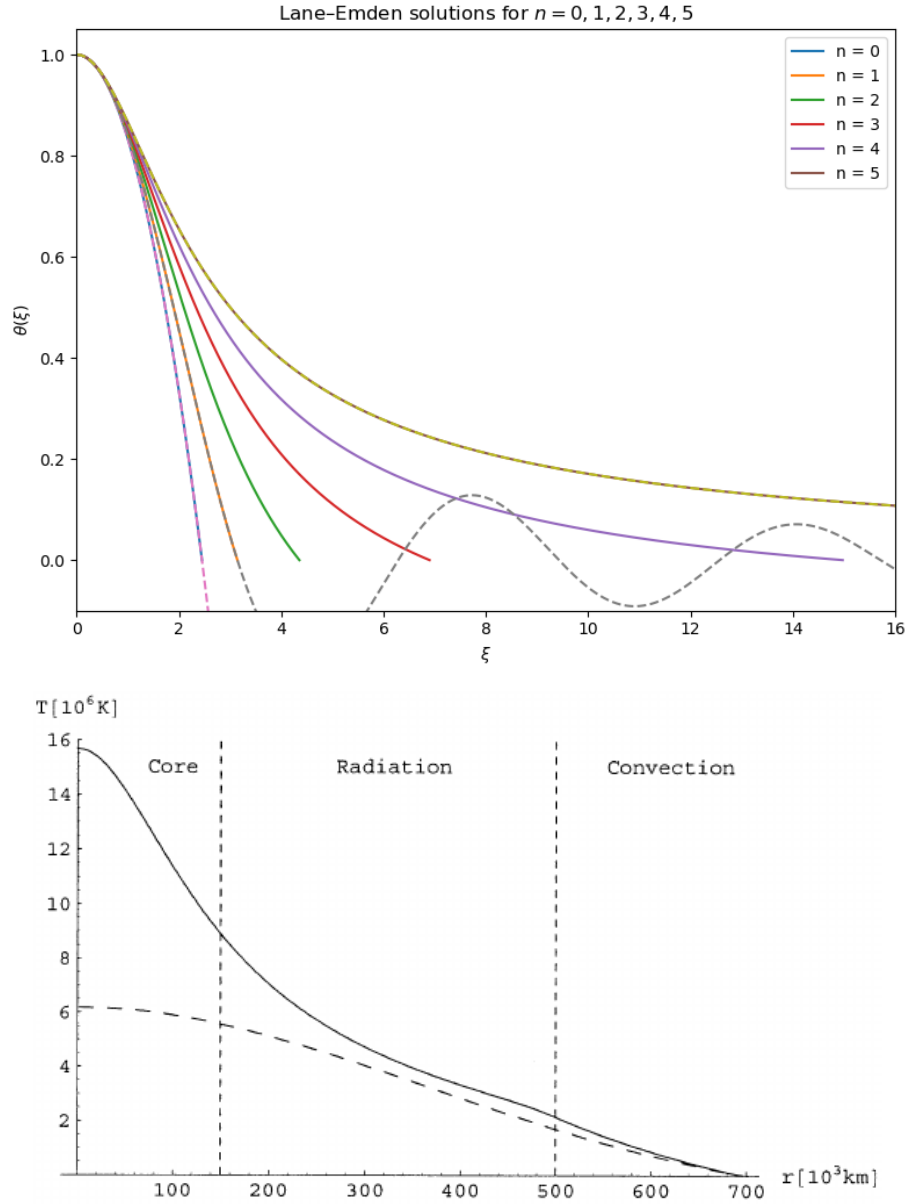 Lane–Emden solutions for n = 0, 1, 2, 3, 4, 5
n = 0
n = 1
n = 2
n = 3
n = 4
n = 5
1.0
0.8
0.6
0.4
0.2
0.0
θ(ξ)
0 2 4 6 8 10 12 14 16
ξ
T[10⁶K]
16
14
12
10
8
6
4
2
Core Radiation Convection
100 200 300 400 500 600 700 r[10³km]